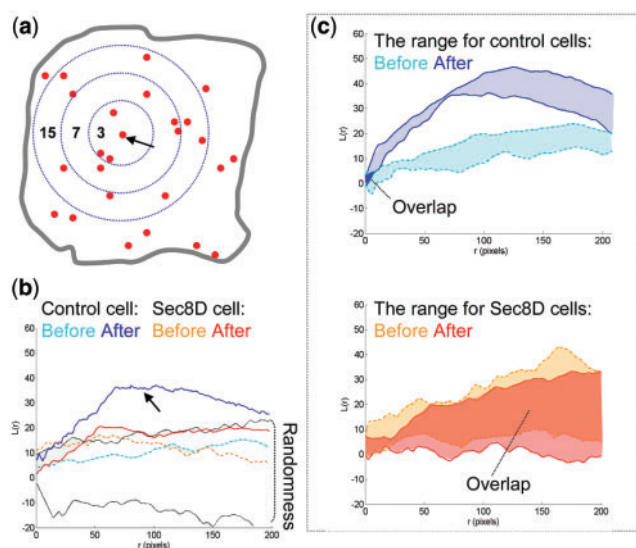 (a)
15 7 3
(b)
Control cell: Sec8D cell:
Before After Before After
L(r)
60
50
40
30
20
10
0
-10
-20
0 50 100 150 200
r (pixels)
Randomness
(c)
The range for control cells:
Before After
L(r)
60
50
40
30
20
10
0
-10
-20
Overlap
0 50 100 150 200
r (pixels)
The range for Sec8D cells:
Before After
L(r)
60
50
40
30
20
10
0
-10
-20
Overlap
0 50 100 150 200
r (pixels)